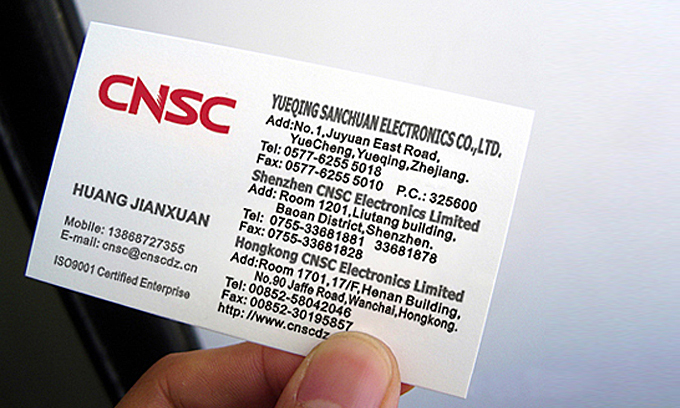 CNSC
HUANG JIANXUAN
Mobile: 13868727355
E-mail: cnsc@cnscdz.cn
ISO9001 Certified Enterprise
YUEQING SANCHUAN ELECTRONICS CO.,LTD.
Add:No.1,Juyuan East Road,
YueCheng,Yueqing,Zhejiang.
Tel: 0577-6255 5018
Fax: 0577-6255 5010 P.C.: 325600
Shenzhen CNSC Electronics Limited
Add: Room 1201,Liutang building,
Baoan District,Shenzhen.
Tel: 0755-33681881 33681878
Fax: 0755-33681828
Hongkong CNSC Electronics Limited
Add:Room 1701,17/F,Henan Building,
No.90 Jaffe Road,Wanchai,Hongkong.
Tel: 00852-58042046
Fax: 00852-30195857
http: //www.cnscdz